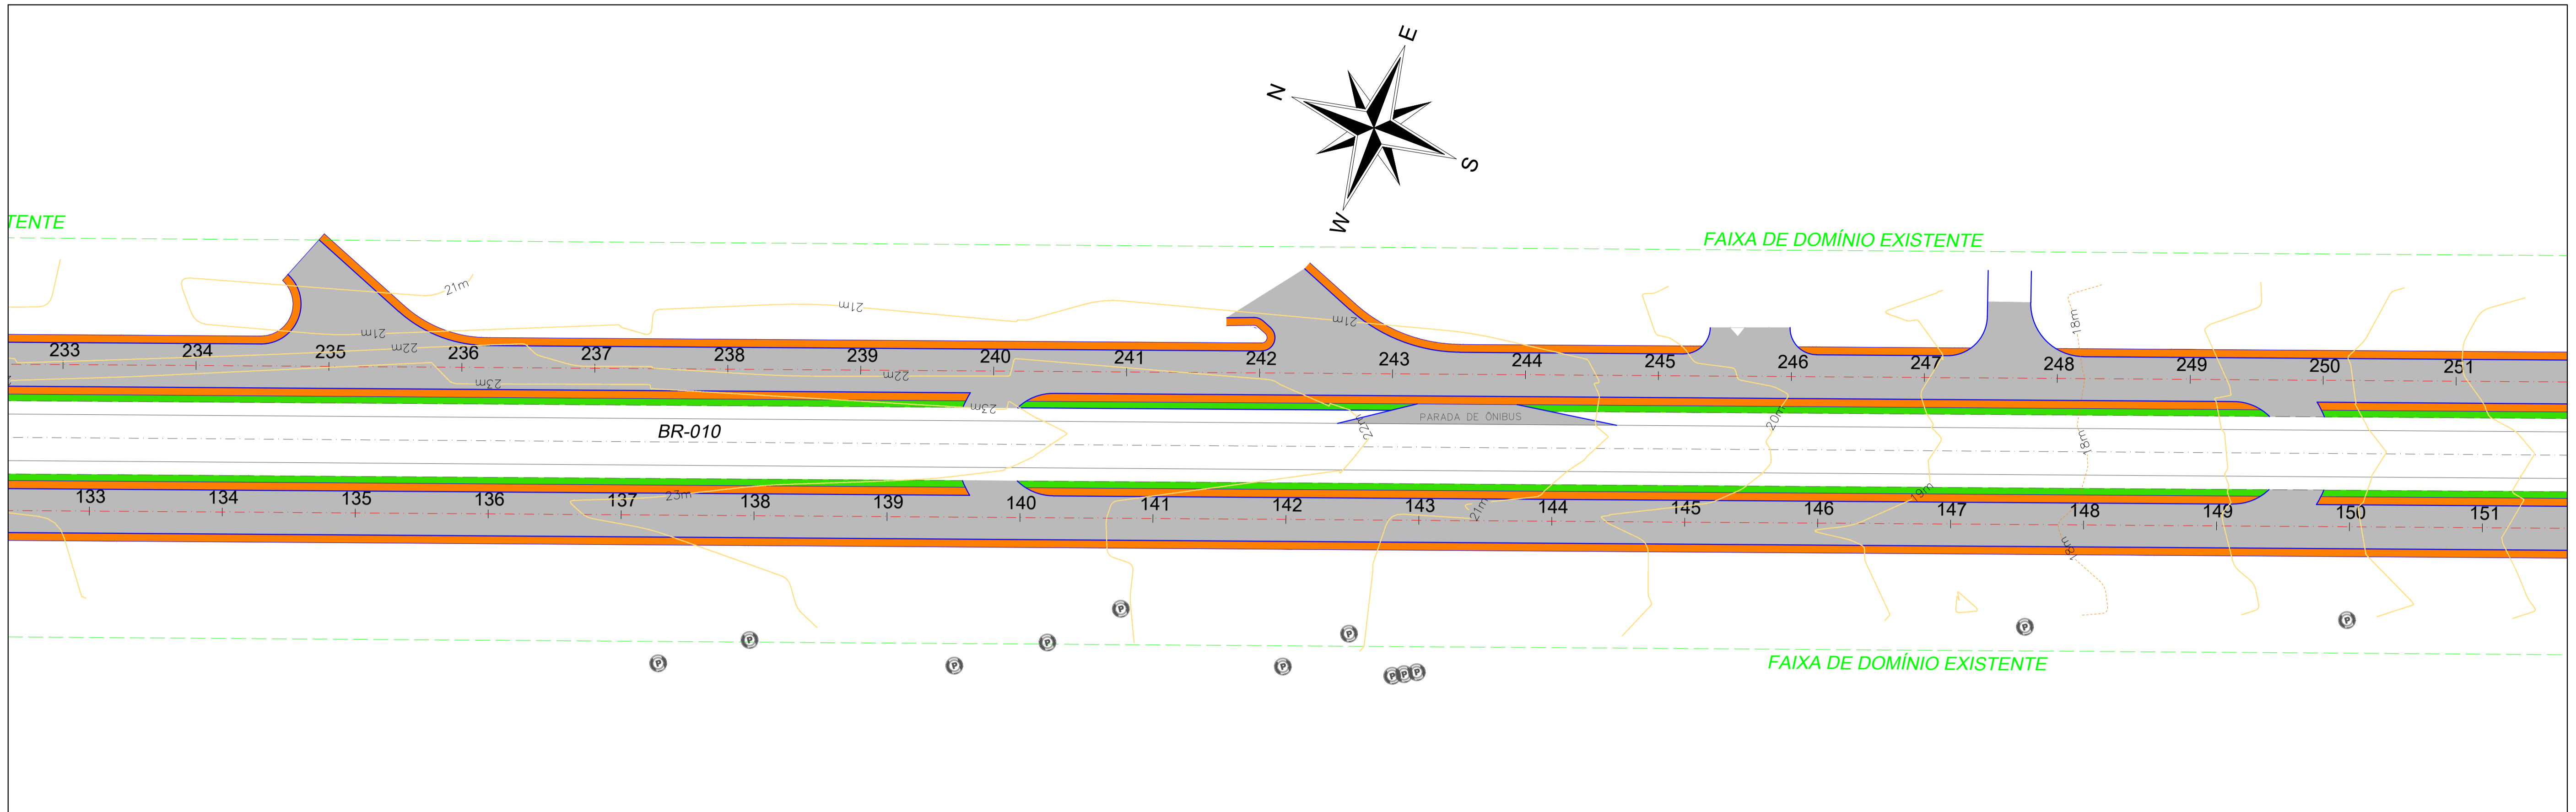 E
N
S
W
TENTE
FAIXA DE DOMÍNIO EXISTENTE
21m
21m
21m
21m
18m
22m
233 234 235 236 237 238 239 240 241 242 243 244 245 246 247 248 249 250 251
23m
22m
23m
22m
PARADA DE ÔNIBUS
20m
BR-010
18m
133 134 135 136 137 138 139 140 141 142 143 144 145 146 147 148 149 150 151
23m
21m
19m
18m
P
P
P
P
P
P
P
P P P
P
P
FAIXA DE DOMÍNIO EXISTENTE